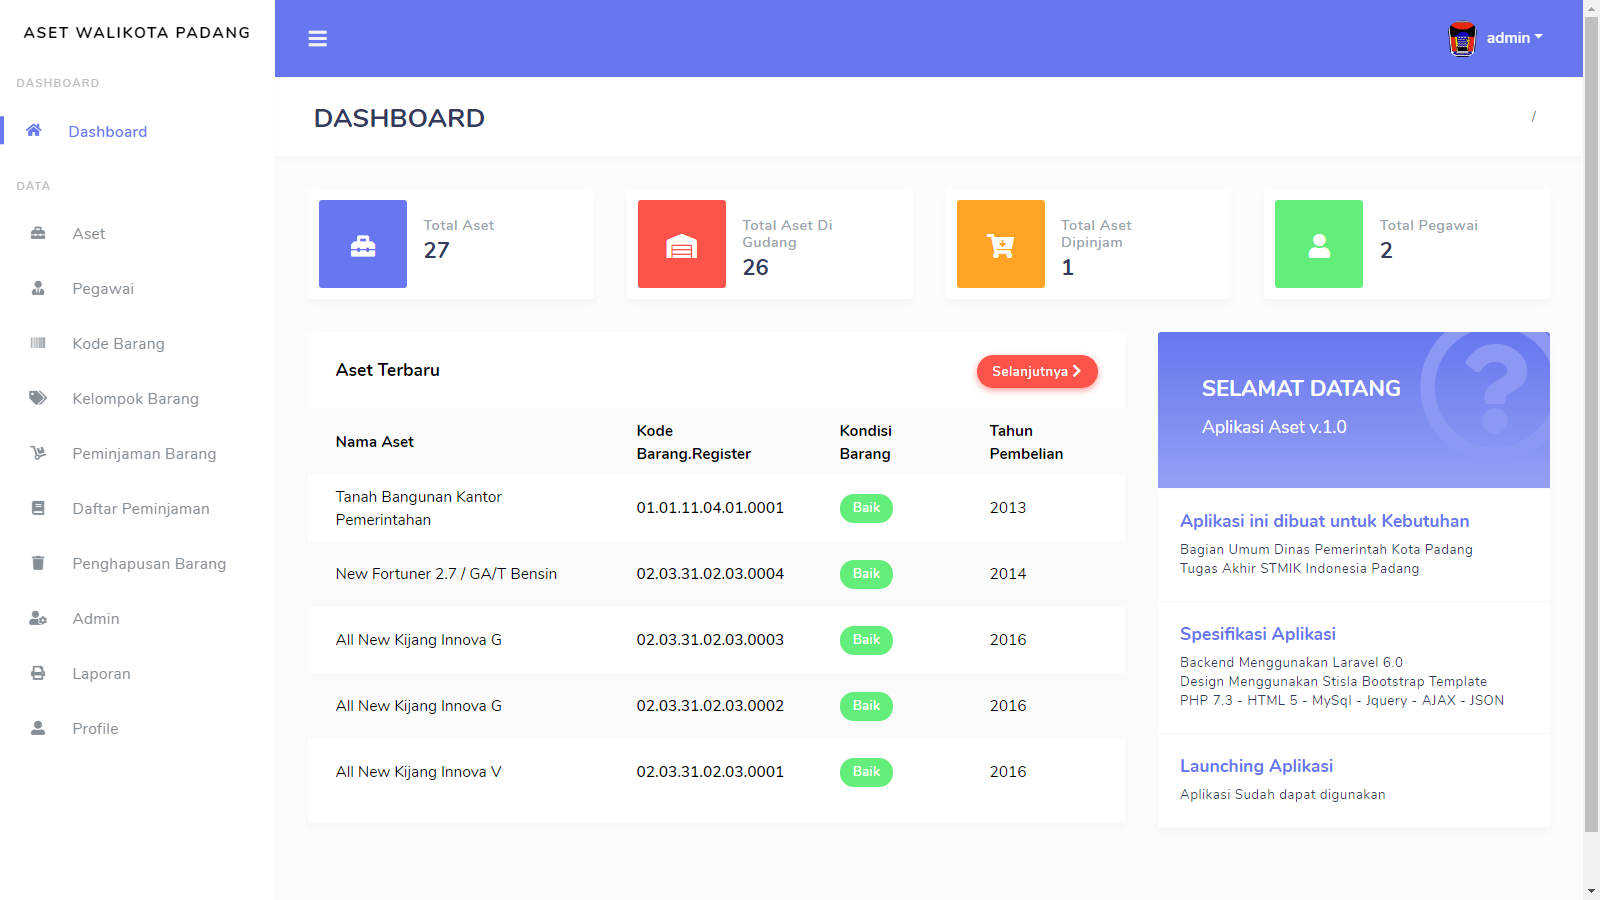 ASET WALIKOTA PADANG
DASHBOARD
Dashboard
DATA
Aset
Pegawai
Kode Barang
Kelompok Barang
Peminjaman Barang
Daftar Peminjaman
Penghapusan Barang
Admin
Laporan
Profile
admin
DASHBOARD
/
Total Aset
27
Total Aset Di
Gudang
26
Total Aset
Dipinjam
1
Total Pegawai
2
Aset Terbaru
Selanjutnya
Nama Aset
Kode
Barang.Register
Kondisi
Barang
Tahun
Pembelian
Tanah Bangunan Kantor
Pemerintahan
01.01.11.04.01.0001
Baik
2013
New Fortuner 2.7 / GA/T Bensin
02.03.31.02.03.0004
Baik
2014
All New Kijang Innova G
02.03.31.02.03.0003
Baik
2016
All New Kijang Innova G
02.03.31.02.03.0002
Baik
2016
All New Kijang Innova V
02.03.31.02.03.0001
Baik
2016
SELAMAT DATANG
Aplikasi Aset v.1.0
Aplikasi ini dibuat untuk Kebutuhan
Bagian Umum Dinas Pemerintah Kota Padang
Tugas Akhir STMIK Indonesia Padang
Spesifikasi Aplikasi
Backend Menggunakan Laravel 6.0
Design Menggunakan Stisla Bootstrap Template
PHP 7.3 - HTML 5 - MySql - Jquery - AJAX - JSON
Launching Aplikasi
Aplikasi Sudah dapat digunakan